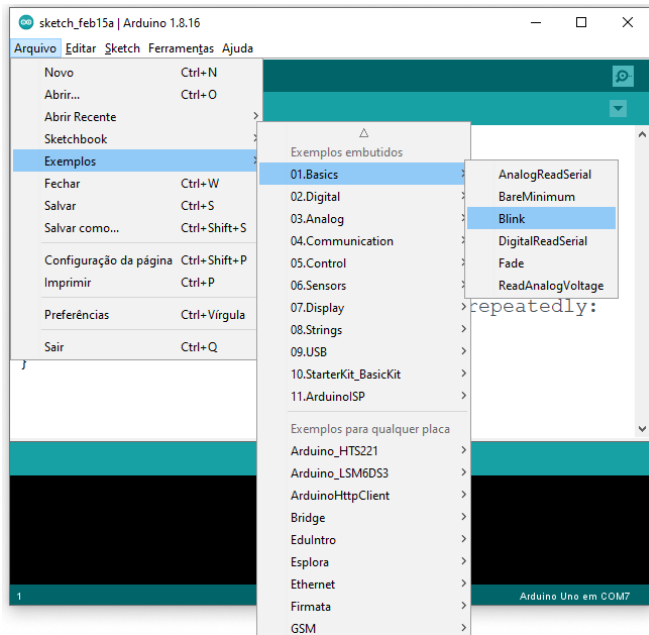 sketch_feb15a | Arduino 1.8.16
Arquivo Editar Sketch Ferramentas Ajuda
Novo Ctrl+N
Abrir... Ctrl+O
Abrir Recente
Sketchbook
Exemplos
Fechar Ctrl+W
Salvar Ctrl+S
Salvar como... Ctrl+Shift+S
Configuração da página Ctrl+Shift+P
Imprimir Ctrl+P
Preferências Ctrl+Vírgula
Sair Ctrl+Q
Exemplos embutidos
01.Basics
02.Digital
03.Analog
04.Communication
05.Control
06.Sensors
07.Display
08.Strings
09.USB
10.StarterKit_BasicKit
11.ArduinoISP
Exemplos para qualquer placa
Arduino_HTS221
Arduino_LSM6DS3
ArduinoHttpClient
Bridge
EduIntro
Esplora
Ethernet
Firmata
GSM
AnalogReadSerial
BareMinimum
Blink
DigitalReadSerial
Fade
ReadAnalogVoltage
repeatedly:
}
1
Arduino Uno em COM7